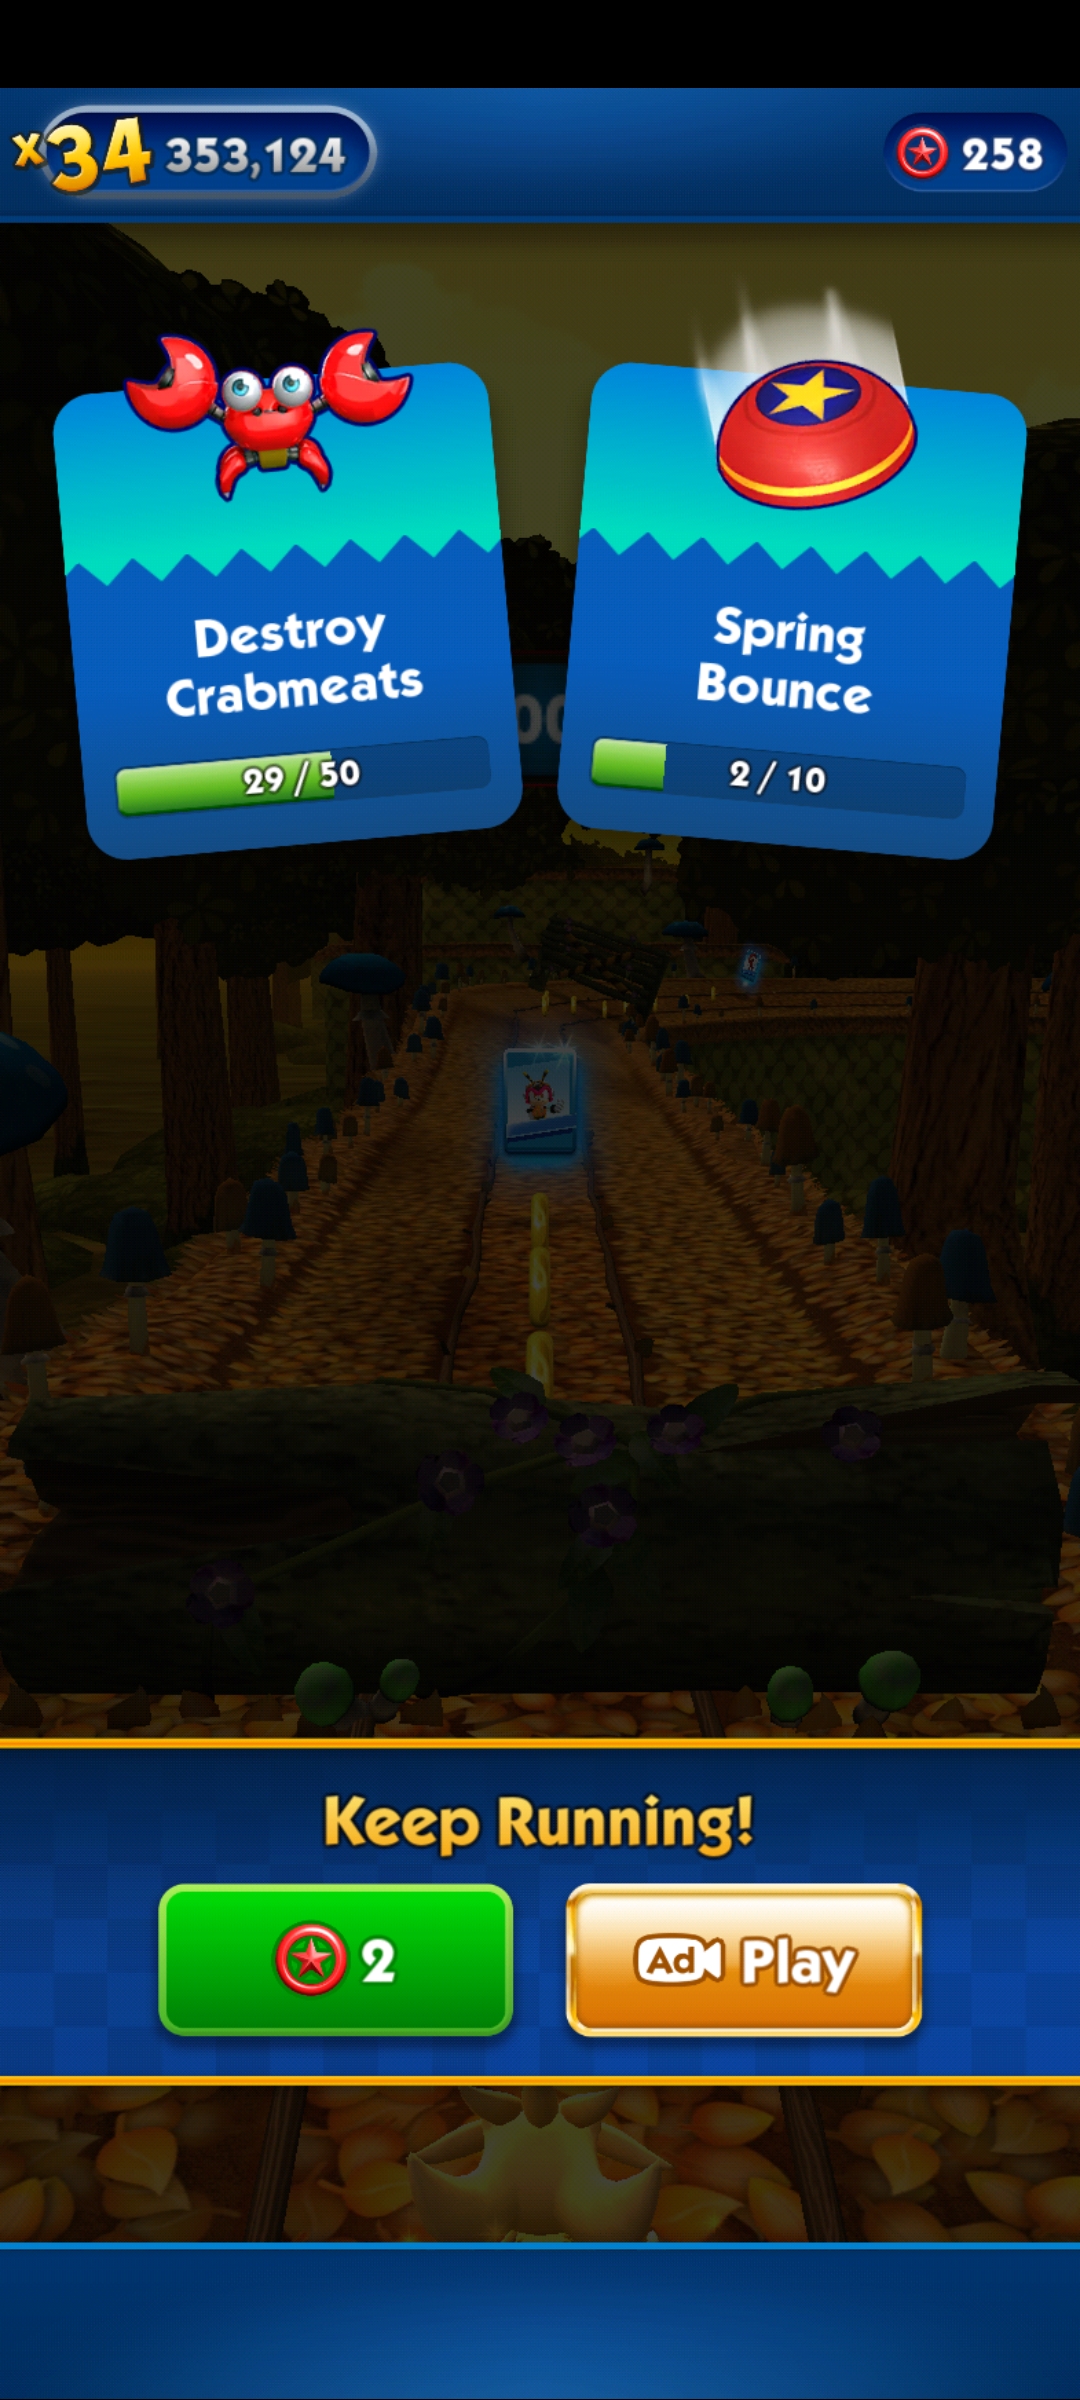 x34 353,124
258
Destroy
Crabmeats
29 / 50
Spring
Bounce
2 / 10
Keep Running!
2
Ad Play